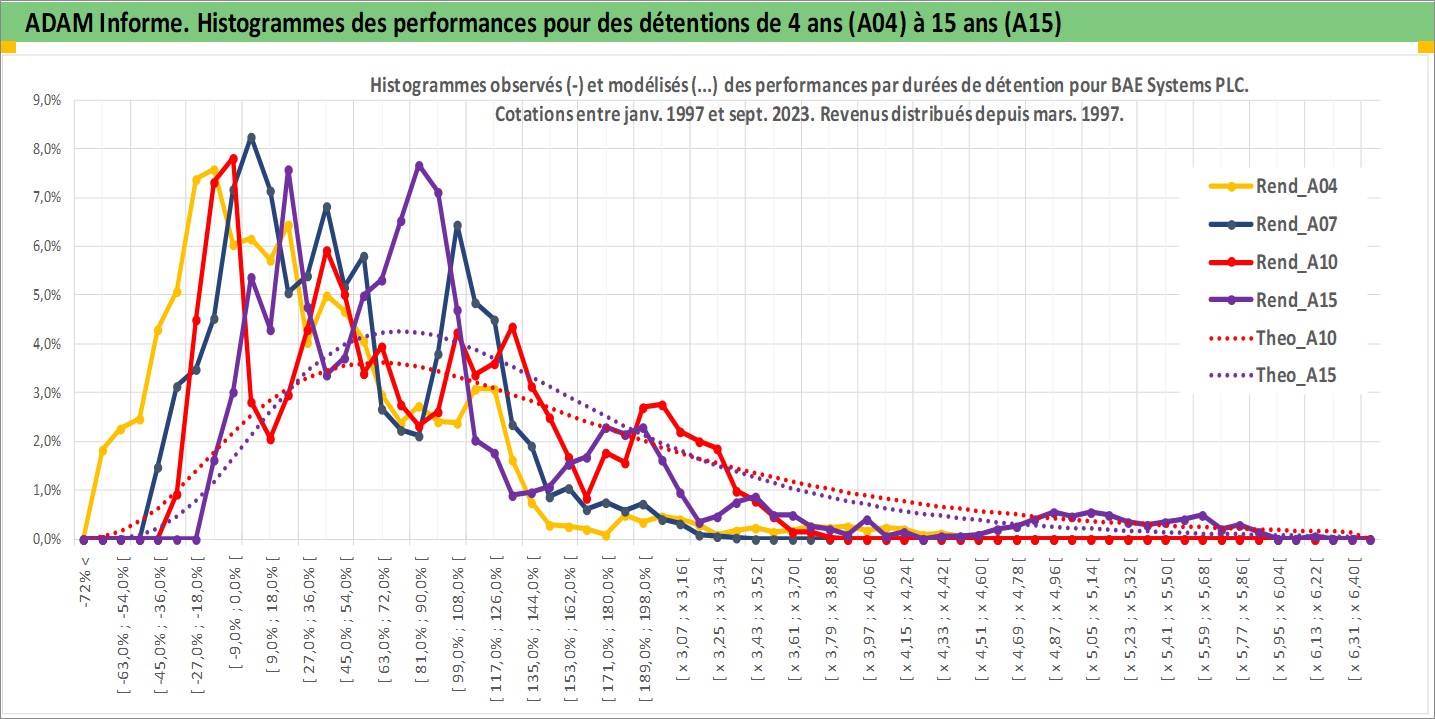 ADAM Informe. Histogrammes des performances pour des détentions de 4 ans (A04) à 15 ans (A15)
Histogrammes observés (-) et modélisés (...) des performances par durées de détention pour BAE Systems PLC.
Cotations entre janv. 1997 et sept. 2023. Revenus distribués depuis mars. 1997.
9,0%
8,0%
7,0%
6,0%
5,0%
4,0%
3,0%
2,0%
1,0%
0,0%
Rend_A04
Rend_A07
Rend_A10
Rend_A15
Theo_A10
Theo_A15
-72% <
[ -63,0% ; -54,0% [
[ -45,0% ; -36,0% [
[ -27,0% ; -18,0% [
[ -9,0% ; 0,0% [
[ 9,0% ; 18,0% [
[ 27,0% ; 36,0% [
[ 45,0% ; 54,0% [
[ 63,0% ; 72,0% [
[ 81,0% ; 90,0% [
[ 99,0% ; 108,0% [
[ 117,0% ; 126,0% [
[ 135,0% ; 144,0% [
[ 153,0% ; 162,0% [
[ 171,0% ; 180,0% [
[ 189,0% ; 198,0% [
[ x 3,07 ; x 3,16 [
[ x 3,25 ; x 3,34 [
[ x 3,43 ; x 3,52 [
[ x 3,61 ; x 3,70 [
[ x 3,79 ; x 3,88 [
[ x 3,97 ; x 4,06 [
[ x 4,15 ; x 4,24 [
[ x 4,33 ; x 4,42 [
[ x 4,51 ; x 4,60 [
[ x 4,69 ; x 4,78 [
[ x 4,87 ; x 4,96 [
[ x 5,05 ; x 5,14 [
[ x 5,23 ; x 5,32 [
[ x 5,41 ; x 5,50 [
[ x 5,59 ; x 5,68 [
[ x 5,77 ; x 5,86 [
[ x 5,95 ; x 6,04 [
[ x 6,13 ; x 6,22 [
[ x 6,31 ; x 6,40 [